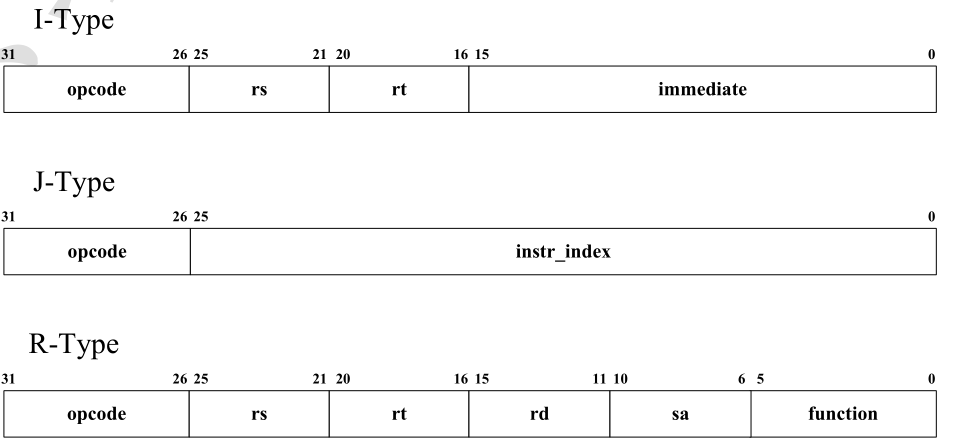 I-Type
31 26 25 21 20 16 15 0
opcode rs rt immediate
J-Type
31 26 25 0
opcode instr_index
R-Type
31 26 25 21 20 16 15 11 10 6 5 0
opcode rs rt rd sa function